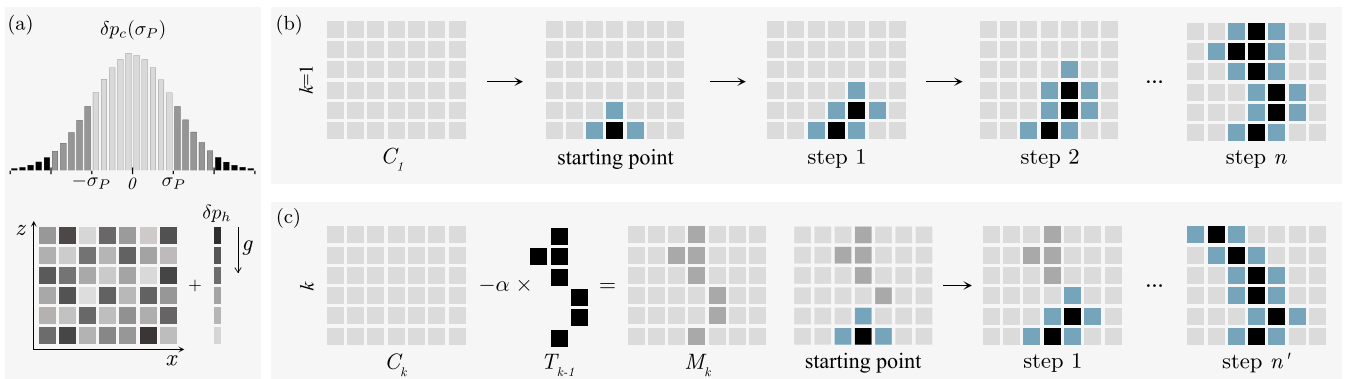 (a)
δp_c(σ_P)
−σ_P 0 σ_P
δp_h
z
+
g
x
(b)
k=1
C_1
starting point
step 1
step 2
...
step n
(c)
k
−α ×
=
...
C_k
T_{k-1}
M_k
starting point
step 1
step n'